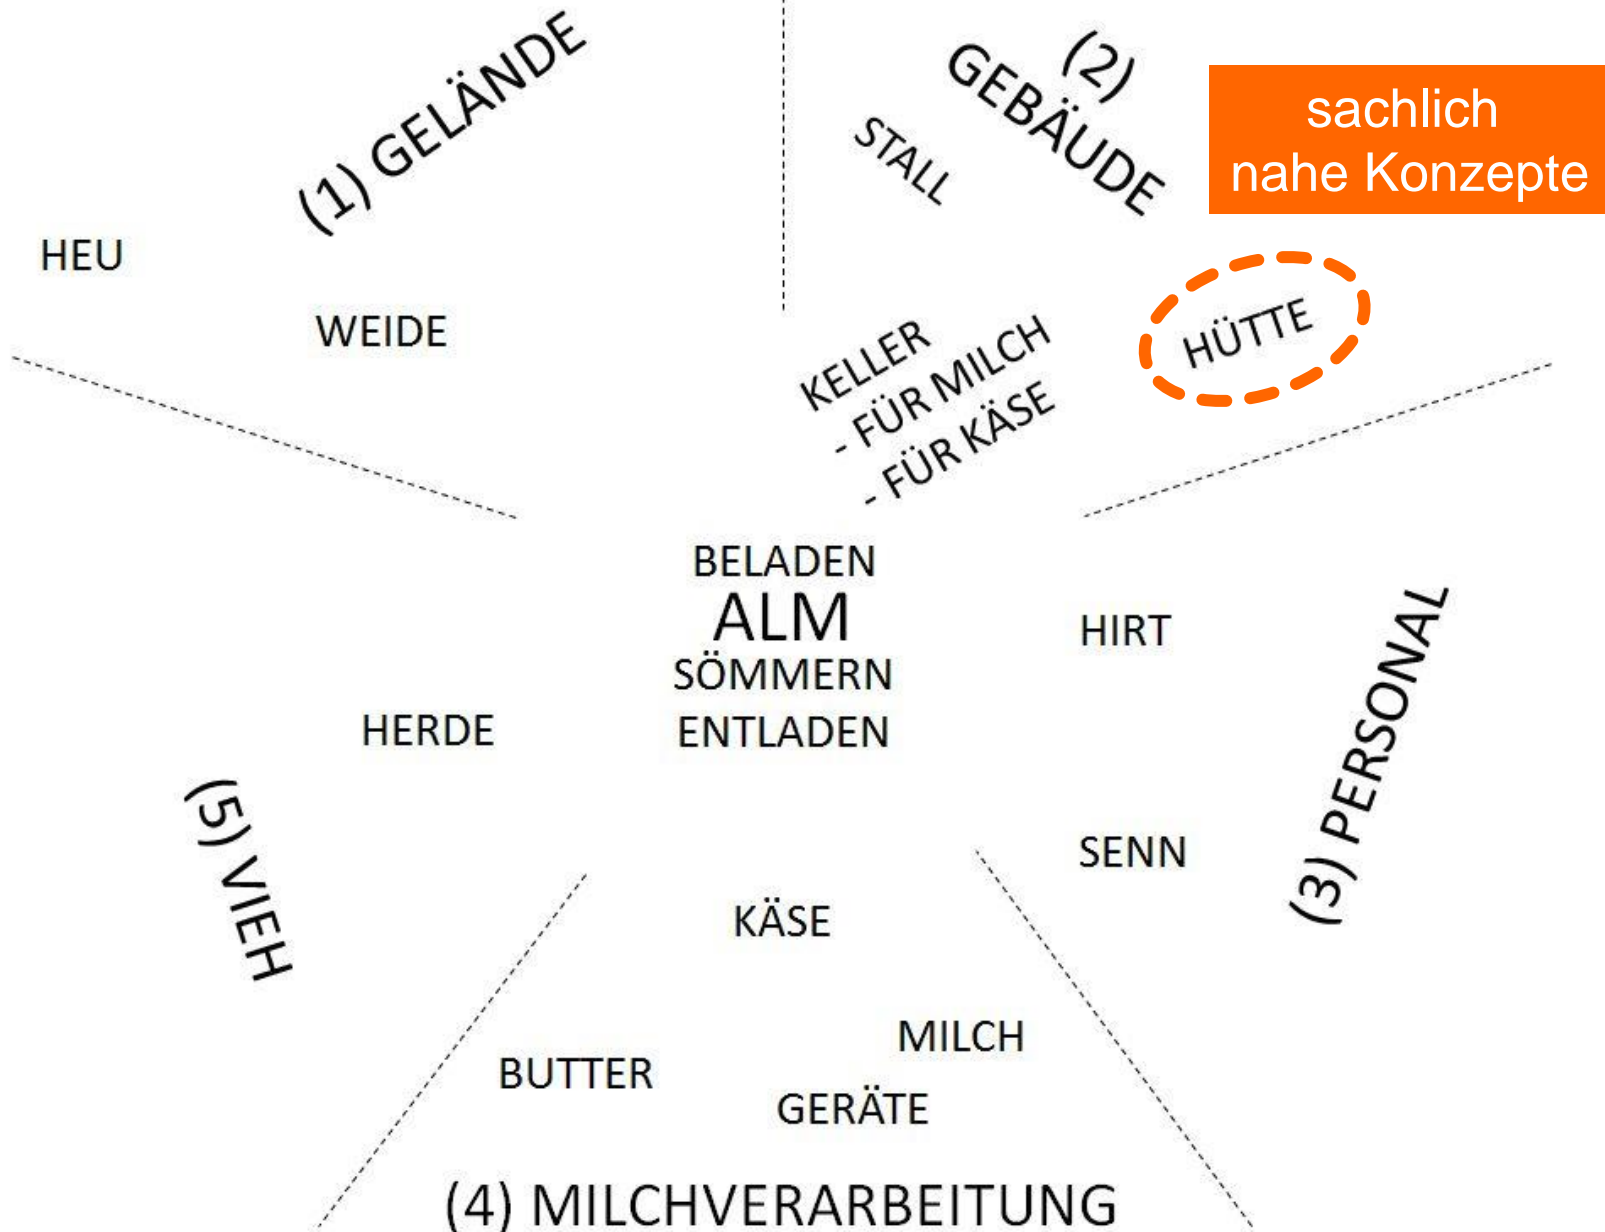 (1) GELÄNDE
HEU
WEIDE
(2)
GEBÄUDE
STALL
sachlich
nahe Konzepte
HÜTTE
KELLER
- FÜR MILCH
- FÜR KÄSE
BELADEN
ALM
SÖMMERN
ENTLADEN
HIRT
SENN
(3) PERSONAL
HERDE
(5) VIEH
KÄSE
MILCH
BUTTER
GERÄTE
(4) MILCHVERARBEITUNG